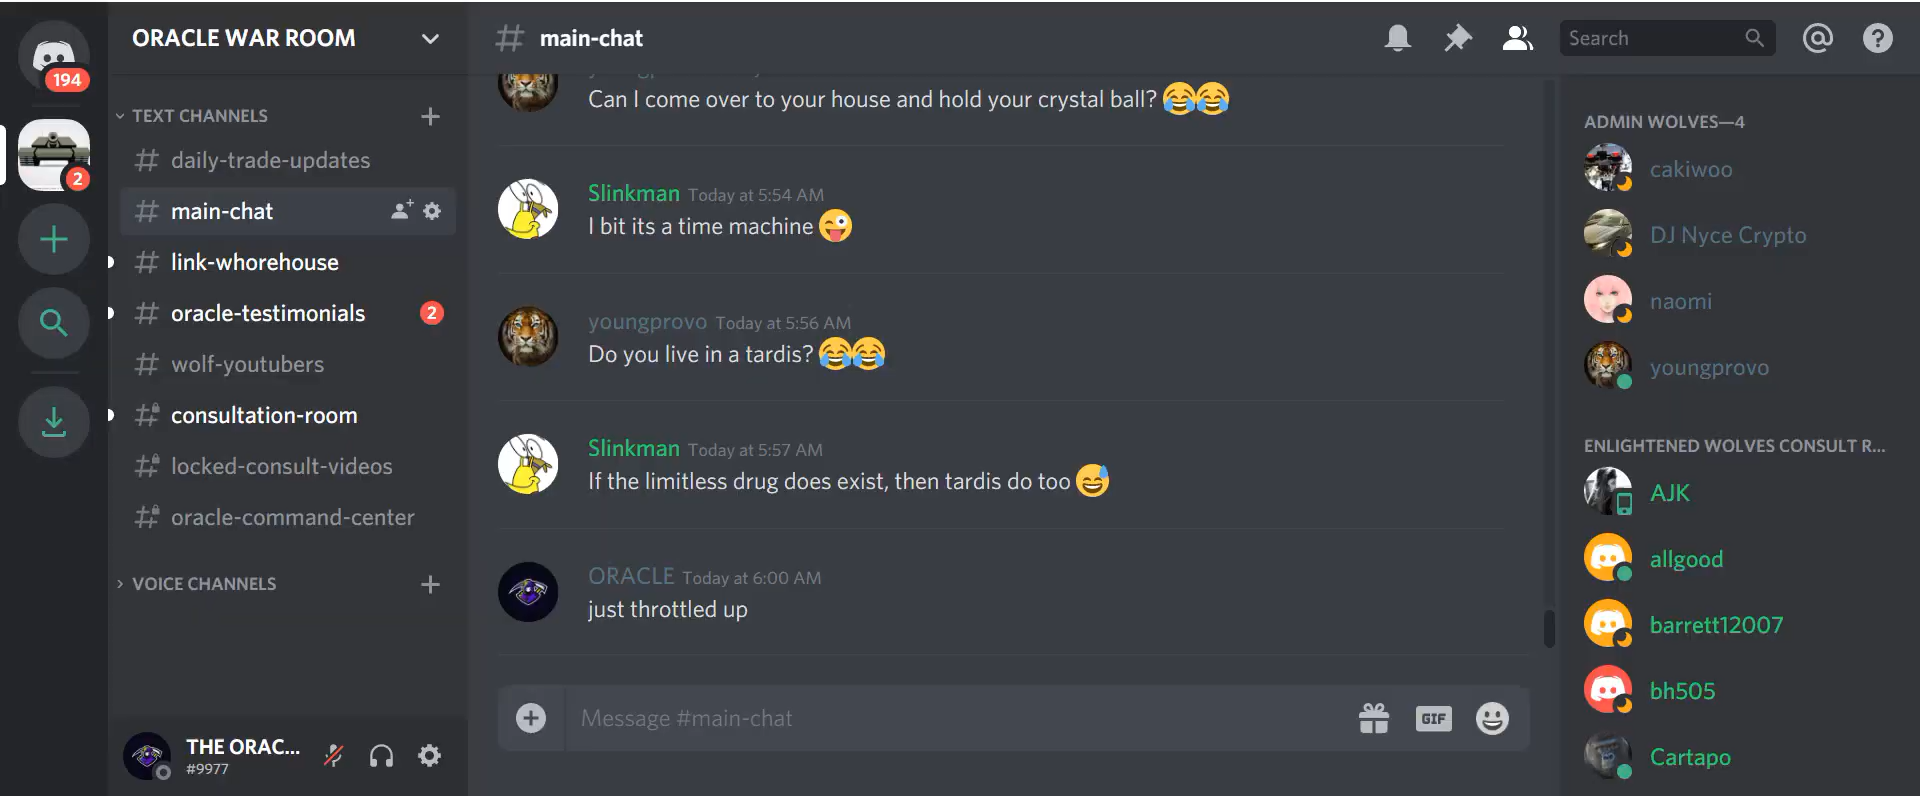 194
2
ORACLE WAR ROOM
TEXT CHANNELS
daily-trade-updates
main-chat
link-whorehouse
oracle-testimonials 2
wolf-youtubers
consultation-room
locked-consult-videos
oracle-command-center
VOICE CHANNELS
THE ORAC...
#9977
main-chat
Search
Can I come over to your house and hold your crystal ball? 😂😂
Slinkman Today at 5:54 AM
I bit its a time machine 😜
youngprovo Today at 5:56 AM
Do you live in a tardis? 😂😂
Slinkman Today at 5:57 AM
If the limitless drug does exist, then tardis do too 😅
ORACLE Today at 6:00 AM
just throttled up
Message #main-chat
GIF
ADMIN WOLVES—4
cakiwoo
DJ Nyce Crypto
naomi
youngprovo
ENLIGHTENED WOLVES CONSULT R...
AJK
allgood
barrett12007
bh505
Cartapo